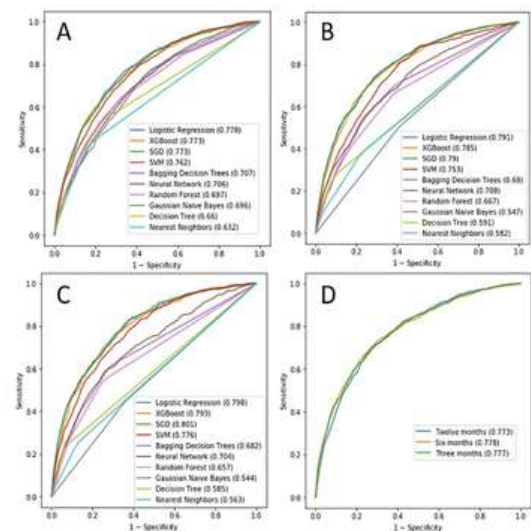 A
Sensitivity
1.0
0.8
0.6
0.4
0.2
0.0
Logistic Regression (0.778)
XGBoost (0.773)
SGD (0.773)
SVM (0.762)
Bagging Decision Trees (0.707)
Neural Network (0.706)
Random Forest (0.697)
Gaussian Naive Bayes (0.696)
Decision Tree (0.66)
Nearest Neighbors (0.632)
0.0 0.2 0.4 0.6 0.8 1.0
1 − Specificity
B
Sensitivity
1.0
0.8
0.6
0.4
0.2
0.0
Logistic Regression (0.791)
XGBoost (0.785)
SGD (0.79)
SVM (0.753)
Bagging Decision Trees (0.69)
Neural Network (0.708)
Random Forest (0.667)
Gaussian Naive Bayes (0.547)
Decision Tree (0.591)
Nearest Neighbors (0.582)
0.0 0.2 0.4 0.6 0.8 1.0
1 − Specificity
C
Sensitivity
1.0
0.8
0.6
0.4
0.2
0.0
Logistic Regression (0.798)
XGBoost (0.793)
SGD (0.801)
SVM (0.776)
Bagging Decision Trees (0.682)
Neural Network (0.704)
Random Forest (0.657)
Gaussian Naive Bayes (0.544)
Decision Tree (0.585)
Nearest Neighbors (0.563)
0.0 0.2 0.4 0.6 0.8 1.0
1 − Specificity
D
Sensitivity
1.0
0.8
0.6
0.4
0.2
0.0
Twelve months (0.773)
Six months (0.778)
Three months (0.777)
0.0 0.2 0.4 0.6 0.8 1.0
1 − Specificity